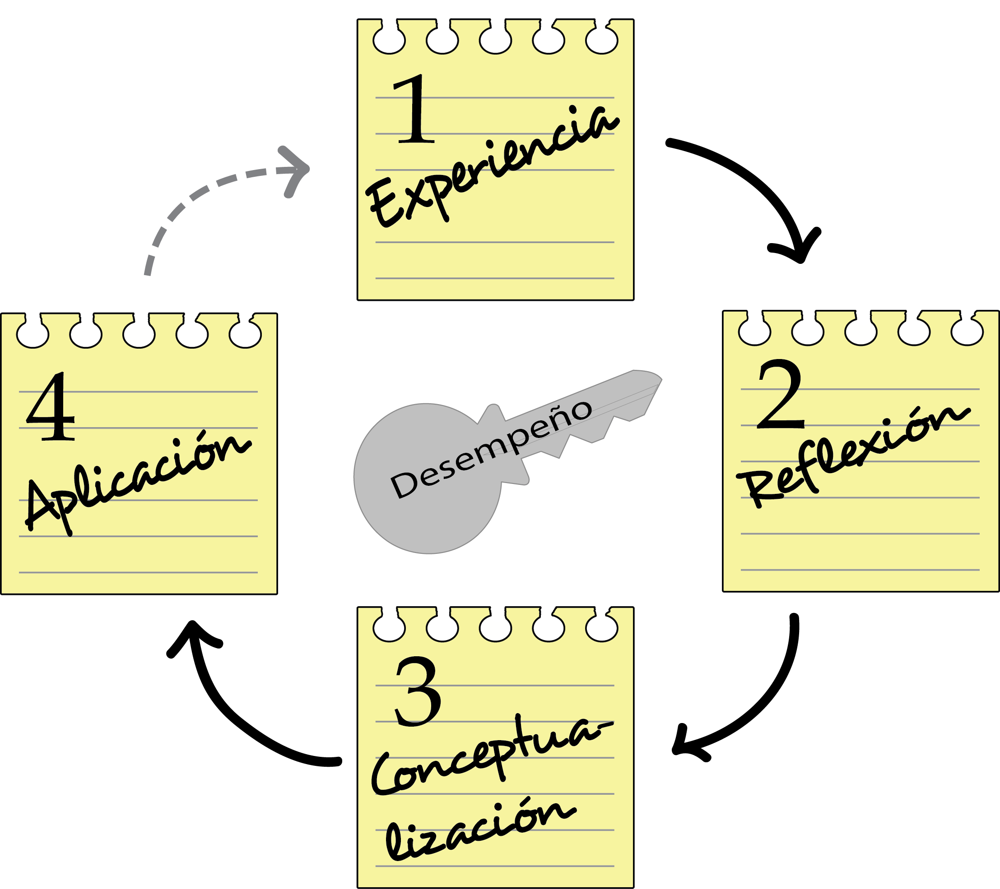 1
Experiencia
4
Aplicación
Desempeño
2
Reflexión
3
Conceptua-
lización